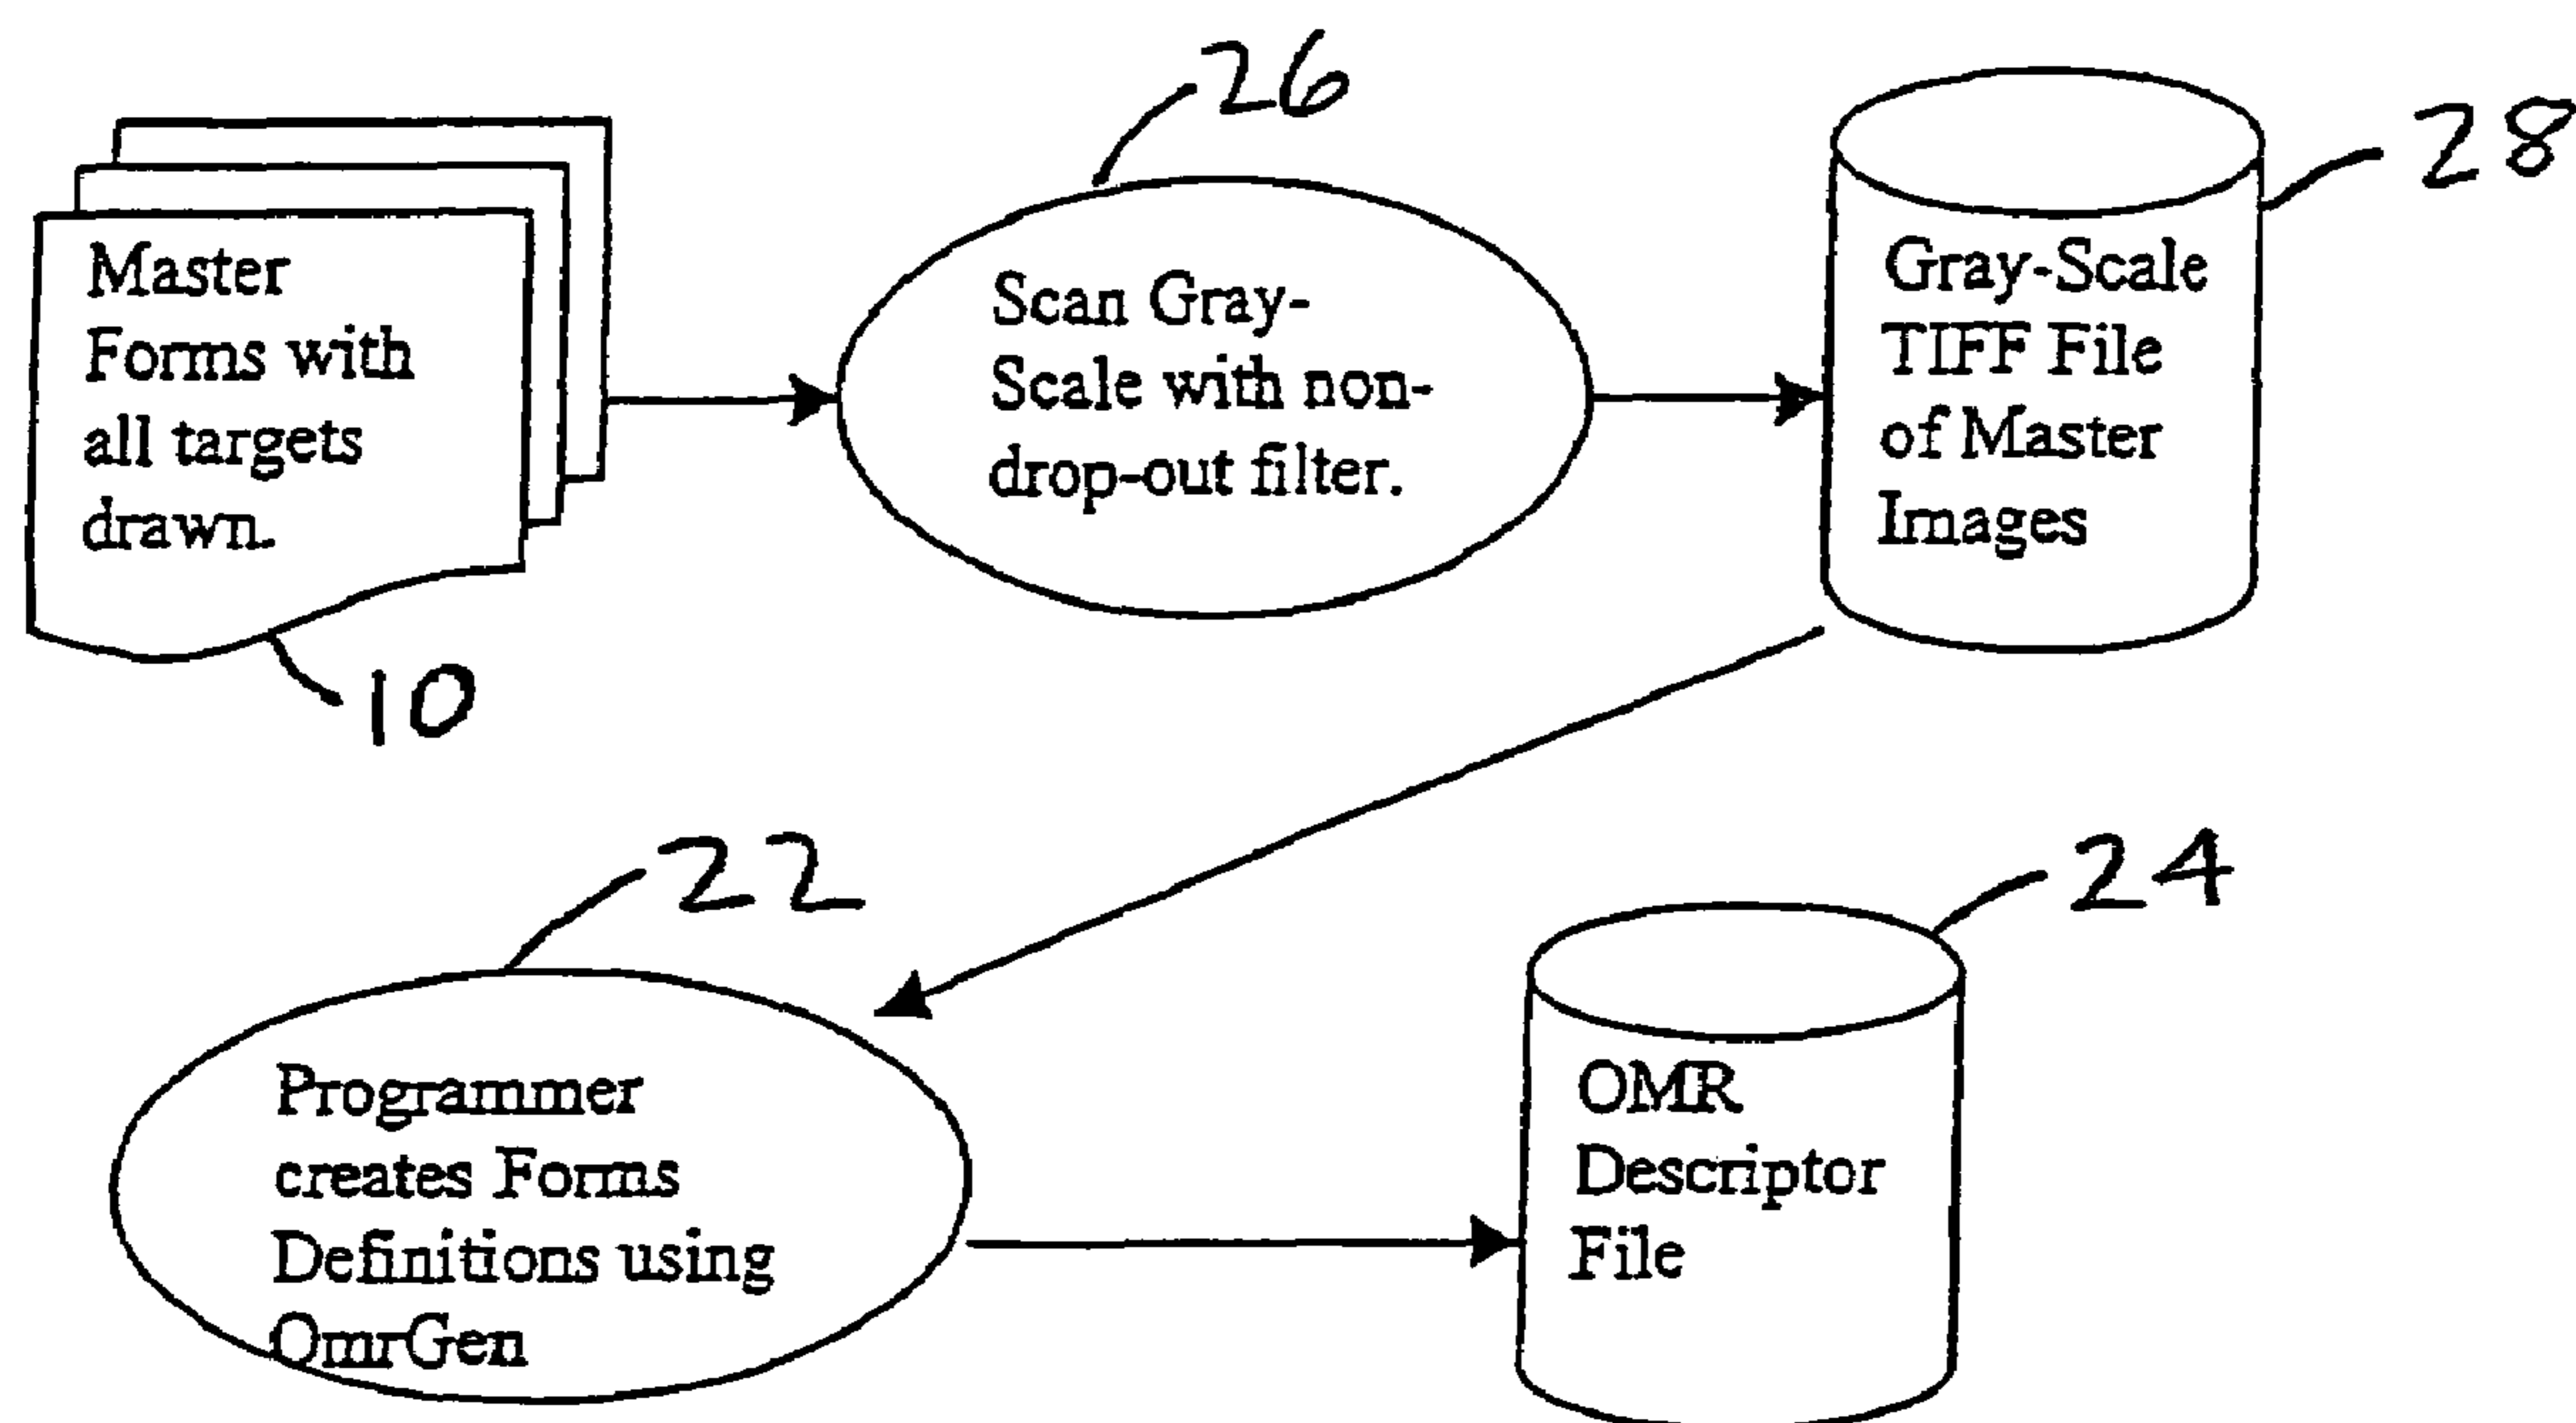 26
28
Master
Forms with
all targets
drawn.
Scan Gray-
Scale with non-
drop-out filter.
Gray-Scale
TIFF File
of Master
Images
10
22
24
Programmer
creates Forms
Definitions using
OmrGen
OMR
Descriptor
File